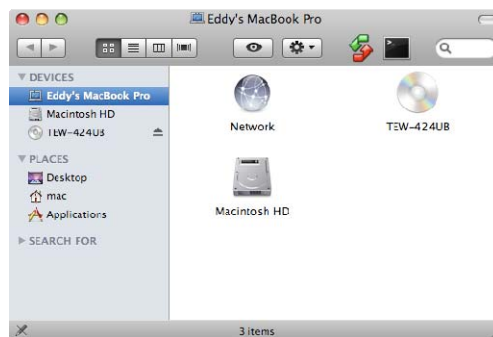 Eddy's MacBook Pro
DEVICES
Eddy's MacBook Pro
Macintosh HD
TEW-424UB
PLACES
Desktop
mac
Applications
SEARCH FOR
Network
TEW-424UB
Macintosh HD
3 items